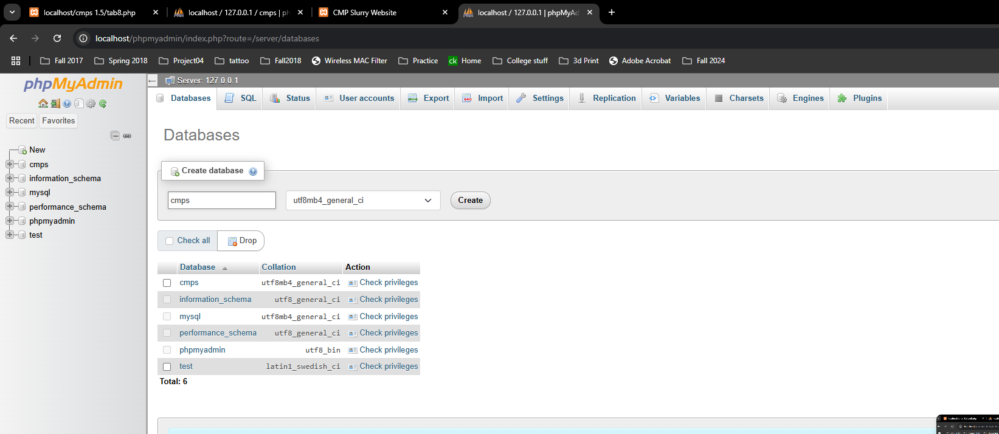 localhost/cmps 1.5/tab8.php
localhost / 127.0.0.1 / cmps | ph
CMP Slurry Website
localhost / 127.0.0.1 | phpMyAd
localhost/phpmyadmin/index.php?route=/server/databases
Fall 2017
Spring 2018
Project04
tattoo
Fall2018
Wireless MAC Filter
Practice
ck Home
College stuff
3d Print
Adobe Acrobat
Fall 2024
phpMyAdmin
Recent
Favorites
New
cmps
information_schema
mysql
performance_schema
phpmyadmin
test
Server: 127.0.0.1
Databases
SQL
Status
User accounts
Export
Import
Settings
Replication
Variables
Charsets
Engines
Plugins
Databases
Create database
cmps
utf8mb4_general_ci
Create
Check all
Drop
Database Collation Action
cmps utf8mb4_general_ci Check privileges
information_schema utf8_general_ci Check privileges
mysql utf8mb4_general_ci Check privileges
performance_schema utf8_general_ci Check privileges
phpmyadmin utf8_bin Check privileges
test latin1_swedish_ci Check privileges
Total: 6